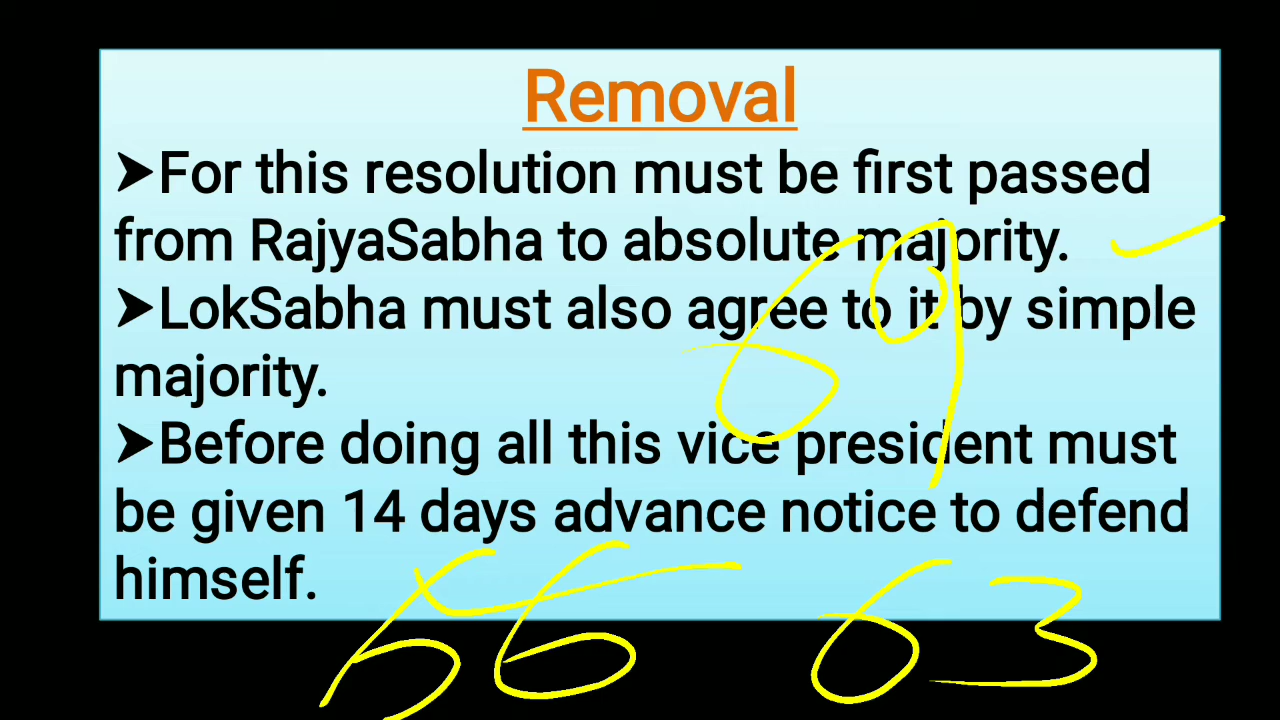 Removal
➤For this resolution must be first passed
from RajyaSabha to absolute majority.
➤LokSabha must also agree to it by simple
majority.
➤Before doing all this vice president must
be given 14 days advance notice to defend
himself.
69
56 63